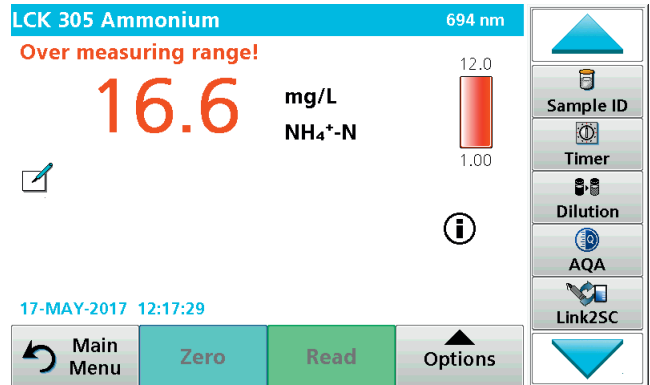 LCK 305 Ammonium 694 nm
Over measuring range!
12.0
16.6 mg/L
NH₄⁺-N
1.00
17-MAY-2017 12:17:29
Main Menu
Zero
Read
Options
Sample ID
Timer
Dilution
AQA
Link2SC